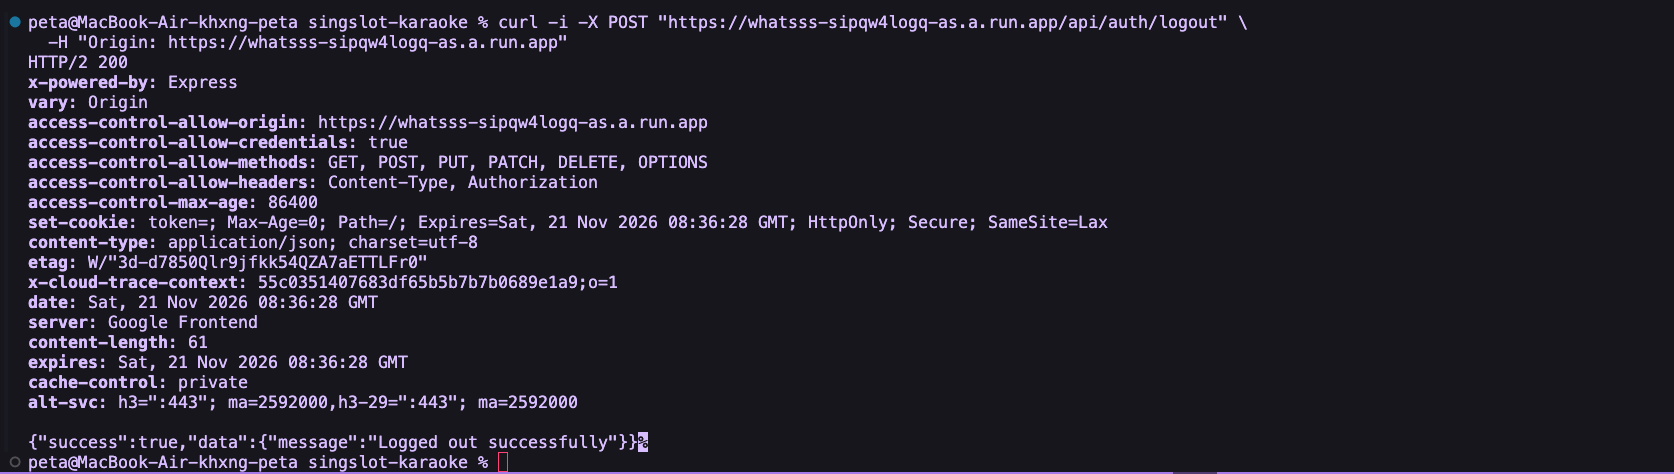 peta@MacBook-Air-khxng-peta singslot-karaoke % curl -i -X POST "https://whatsss-sipqw4logq-as.a.run.app/api/auth/logout" \
  -H "Origin: https://whatsss-sipqw4logq-as.a.run.app"
HTTP/2 200
x-powered-by: Express
vary: Origin
access-control-allow-origin: https://whatsss-sipqw4logq-as.a.run.app
access-control-allow-credentials: true
access-control-allow-methods: GET, POST, PUT, PATCH, DELETE, OPTIONS
access-control-allow-headers: Content-Type, Authorization
access-control-max-age: 86400
set-cookie: token=; Max-Age=0; Path=/; Expires=Sat, 21 Nov 2026 08:36:28 GMT; HttpOnly; Secure; SameSite=Lax
content-type: application/json; charset=utf-8
etag: W/"3d-d7850Qlr9jfkk54QZA7aETTLFr0"
x-cloud-trace-context: 55c0351407683df65b5b7b7b0689e1a9;o=1
date: Sat, 21 Nov 2026 08:36:28 GMT
server: Google Frontend
content-length: 61
expires: Sat, 21 Nov 2026 08:36:28 GMT
cache-control: private
alt-svc: h3=":443"; ma=2592000,h3-29=":443"; ma=2592000
{"success":true,"data":{"message":"Logged out successfully"}}%
peta@MacBook-Air-khxng-peta singslot-karaoke %